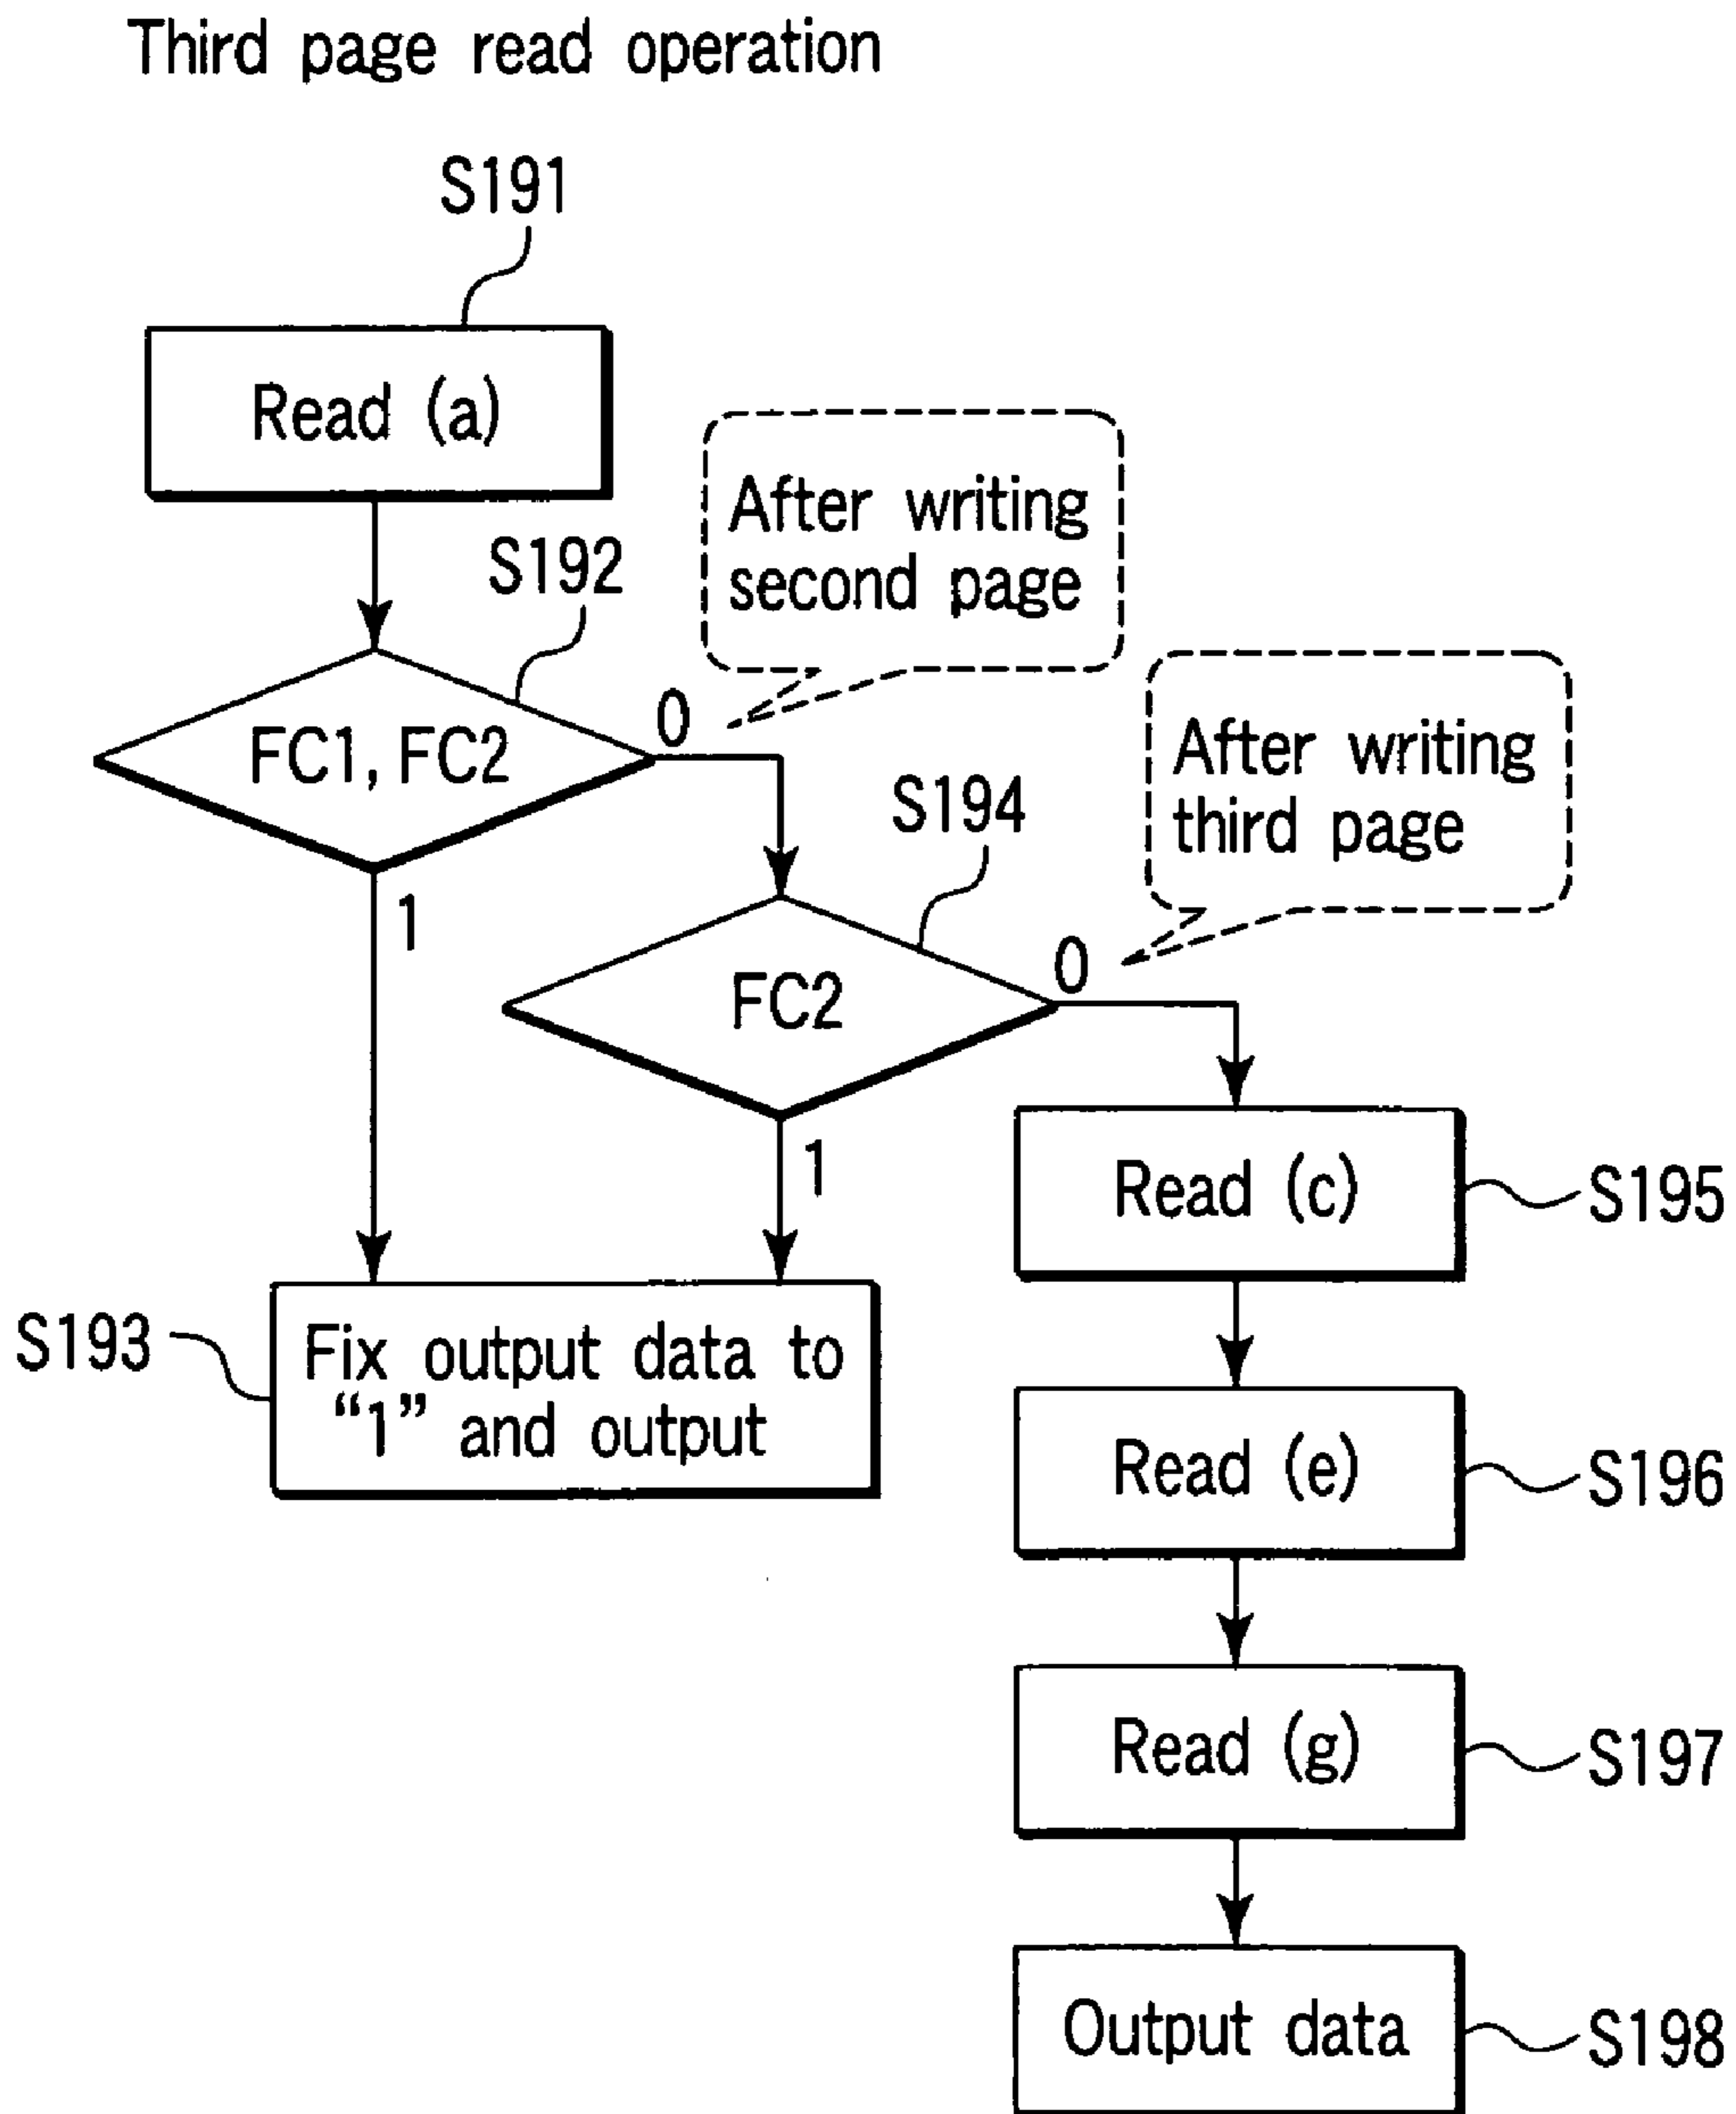 Third page read operation
S191
Read (a)
After writing
second page
S192
FC1, FC2
0
1
After writing
third page
S194
FC2
0
1
Read (c)
S195
S193
Fix output data to
“1” and output
Read (e)
S196
Read (g)
S197
Output data
S198